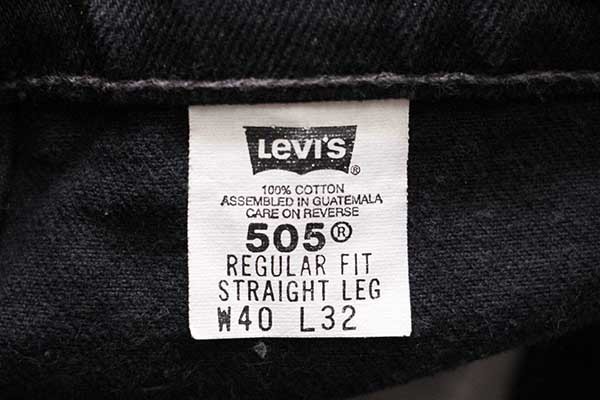 Levi's
®
100% COTTON
ASSEMBLED IN GUATEMALA
CARE ON REVERSE
505®
REGULAR FIT
STRAIGHT LEG
W40 L32